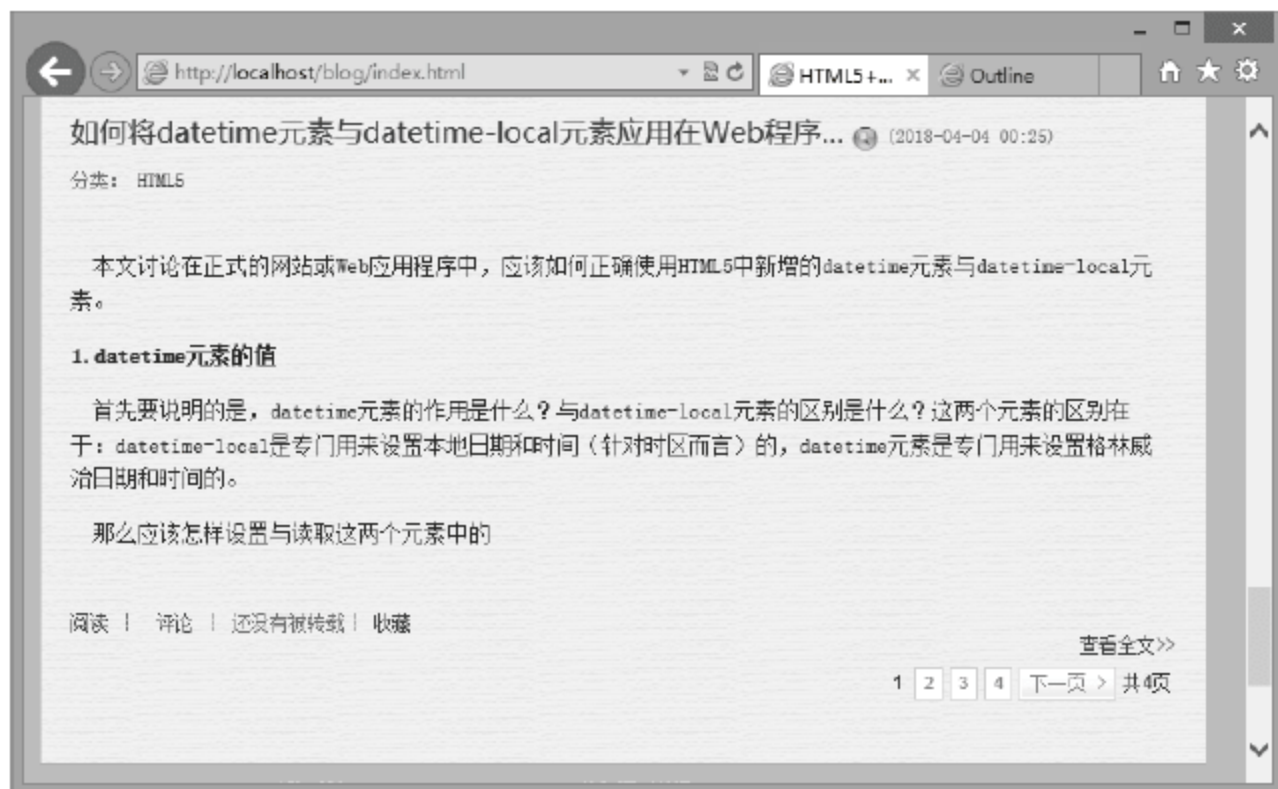 http://localhost/blog/index.html
HTML5+...
Outline
如何将datetime元素与datetime-local元素应用在Web程序... (2018-04-04 00:25)
分类: HTML5
本文讨论在正式的网站或Web应用程序中，应该如何正确使用HTML5中新增的datetime元素与datetime-local元
素。
1.datetime元素的值
首先要说明的是，datetime元素的作用是什么？与datetime-local元素的区别是什么？这两个元素的区别在
于：datetime-local是专门用来设置本地日期和时间（针对时区而言）的，datetime元素是专门用来设置格林威
治日期和时间的。
那么应该怎样设置与读取这两个元素中的
阅读 | 评论 | 还没有被转载 | 收藏
查看全文>>
1 2 3 4 下一页 > 共4页